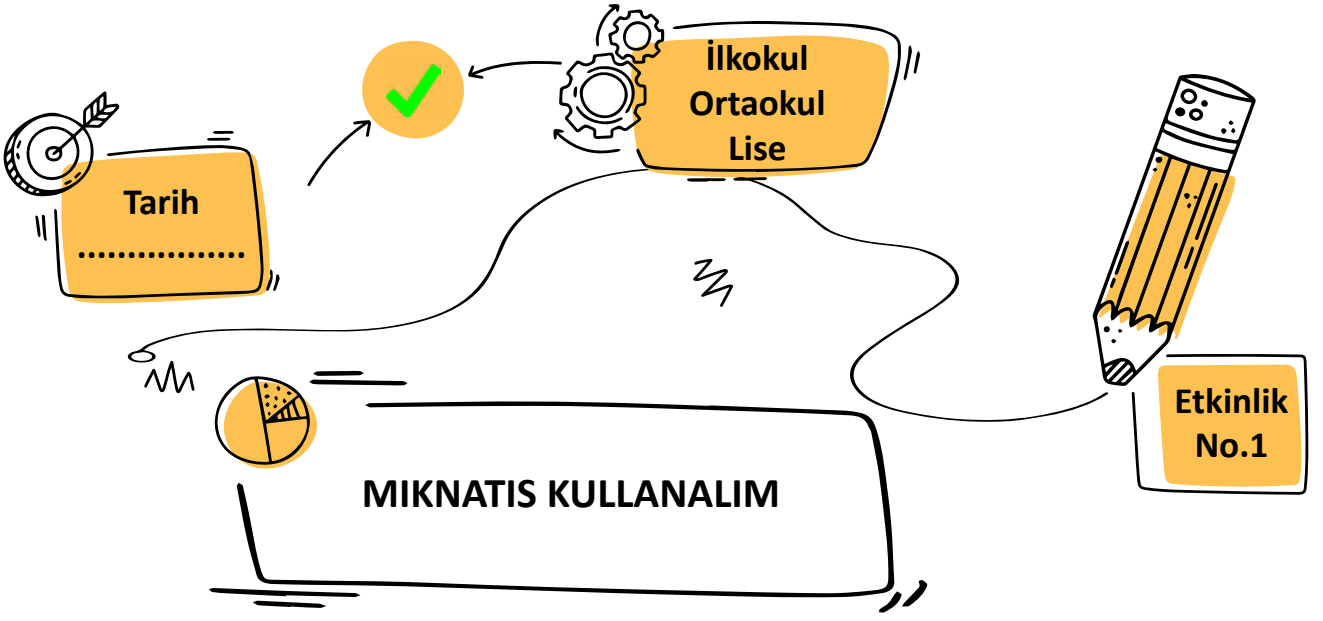 İlkokul
Ortaokul
Lise
Tarih
.................
Etkinlik
No.1
MIKNATIS KULLANALIM